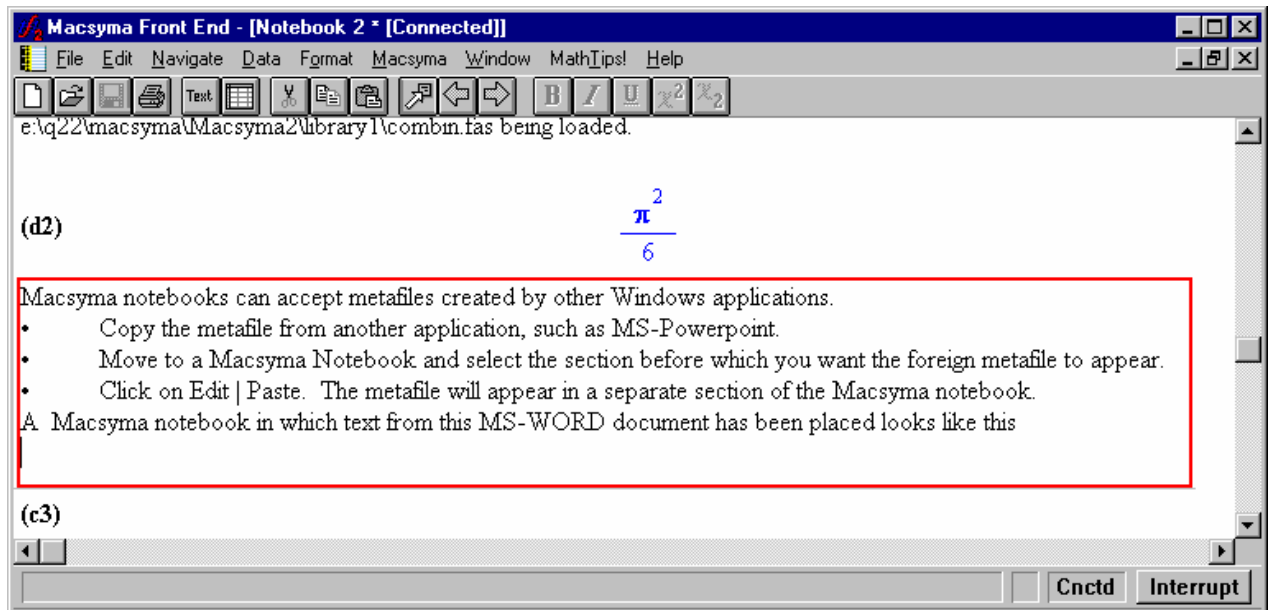 Macsyma Front End - [Notebook 2 * [Connected]]
File Edit Navigate Data Format Macsyma Window MathTips! Help
Text B I U x² x₂
e:\q22\macsyma\Macsyma2\library1\combin.fas being loaded.
(d2) π²/6
Macsyma notebooks can accept metafiles created by other Windows applications.
• Copy the metafile from another application, such as MS-Powerpoint.
• Move to a Macsyma Notebook and select the section before which you want the foreign metafile to appear.
• Click on Edit | Paste. The metafile will appear in a separate section of the Macsyma notebook.
A Macsyma notebook in which text from this MS-WORD document has been placed looks like this
(c3)
Cnctd Interrupt